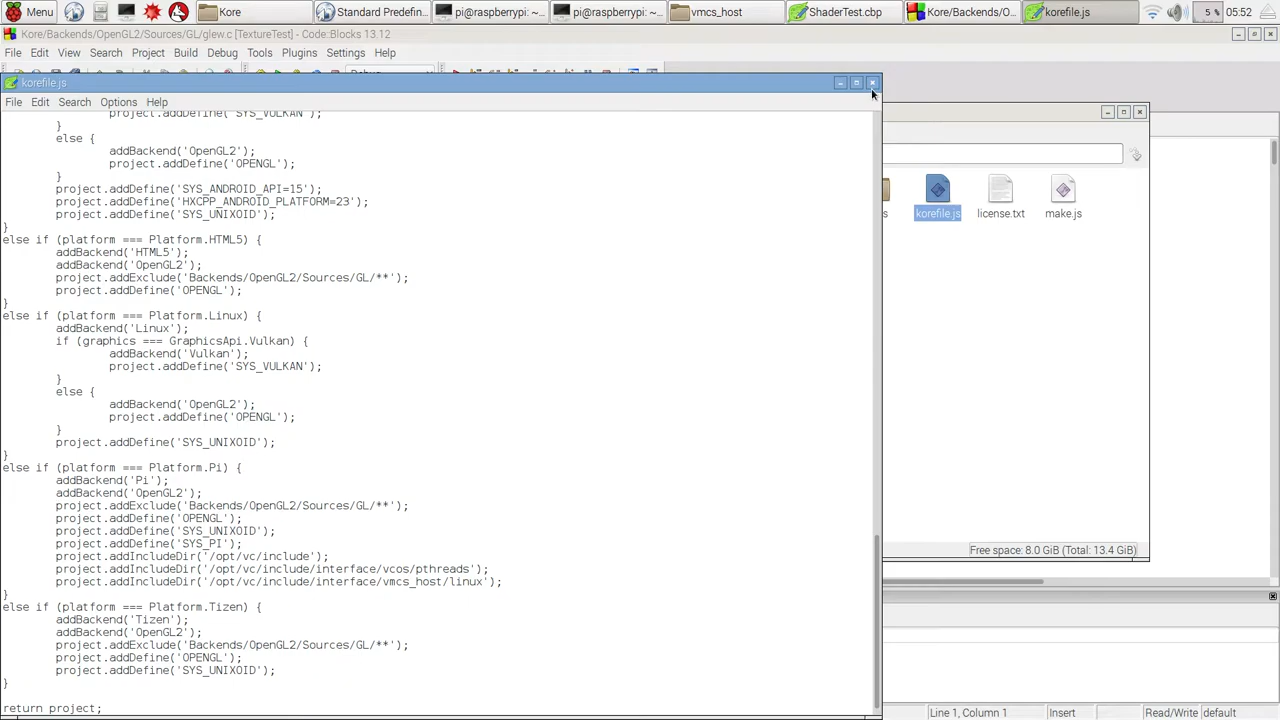 Menu
Kore
Standard Predefin...
pi@raspberrypi: ~...
pi@raspberrypi: ~...
vmcs_host
ShaderTest.cbp
Kore/Backends/O...
korefile.js
5 %
05:52
Kore/Backends/OpenGL2/Sources/GL/glew.c [TextureTest] - Code::Blocks 13.12
File Edit View Search Project Build Debug Tools Plugins Settings Help
korefile.js
File Edit Search Options Help
project.addDefine('SYS_VULKAN');
}
else {
addBackend('OpenGL2');
project.addDefine('OPENGL');
}
project.addDefine('SYS_ANDROID_API=15');
project.addDefine('HXCPP_ANDROID_PLATFORM=23');
project.addDefine('SYS_UNIXOID');
}
else if (platform === Platform.HTML5) {
addBackend('HTML5');
addBackend('OpenGL2');
project.addExclude('Backends/OpenGL2/Sources/GL/**');
project.addDefine('OPENGL');
}
else if (platform === Platform.Linux) {
addBackend('Linux');
if (graphics === GraphicsApi.Vulkan) {
addBackend('Vulkan');
project.addDefine('SYS_VULKAN');
}
else {
addBackend('OpenGL2');
project.addDefine('OPENGL');
}
project.addDefine('SYS_UNIXOID');
}
else if (platform === Platform.Pi) {
addBackend('Pi');
addBackend('OpenGL2');
project.addExclude('Backends/OpenGL2/Sources/GL/**');
project.addDefine('OPENGL');
project.addDefine('SYS_UNIXOID');
project.addDefine('SYS_PI');
project.addIncludeDir('/opt/vc/include');
project.addIncludeDir('/opt/vc/include/interface/vcos/pthreads');
project.addIncludeDir('/opt/vc/include/interface/vmcs_host/linux');
}
else if (platform === Platform.Tizen) {
addBackend('Tizen');
addBackend('OpenGL2');
project.addExclude('Backends/OpenGL2/Sources/GL/**');
project.addDefine('OPENGL');
project.addDefine('SYS_UNIXOID');
}
return project;
s
korefile.js
license.txt
make.js
Free space: 8.0 GiB (Total: 13.4 GiB)
Line 1, Column 1
Insert
Read/Write
default